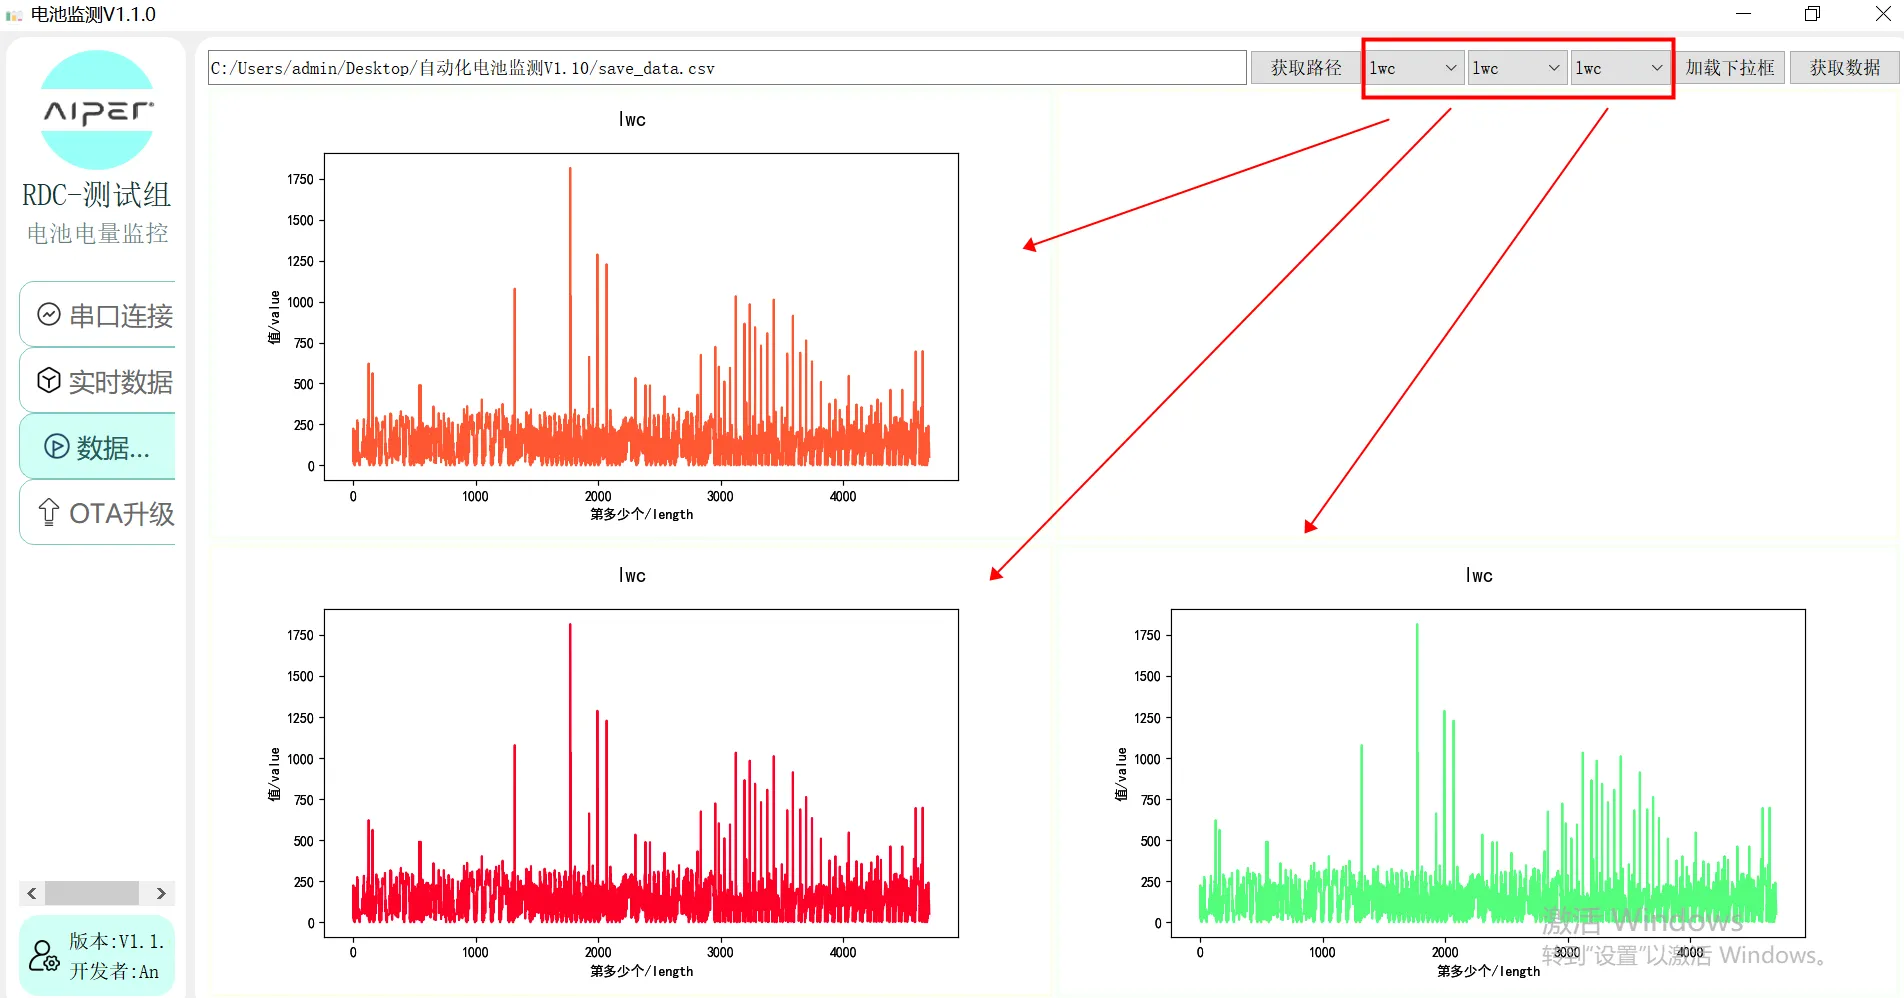 电池监测V1.1.0
AIPER
RDC-测试组
电池电量监控
串口连接
实时数据
数据...
OTA升级
版本:V1.1.
开发者:An
C:/Users/admin/Desktop/自动化电池监测V1.10/save_data.csv
获取路径
lwc
lwc
lwc
加载下拉框
获取数据
lwc
值/value
1750
1500
1250
1000
750
500
250
0
0 1000 2000 3000 4000
第多少个/length
lwc
值/value
1750
1500
1250
1000
750
500
250
0
0 1000 2000 3000 4000
第多少个/length
lwc
值/value
1750
1500
1250
1000
750
500
250
0
0 1000 2000 3000 4000
第多少个/length
激活 Windows
转到“设置”以激活 Windows。